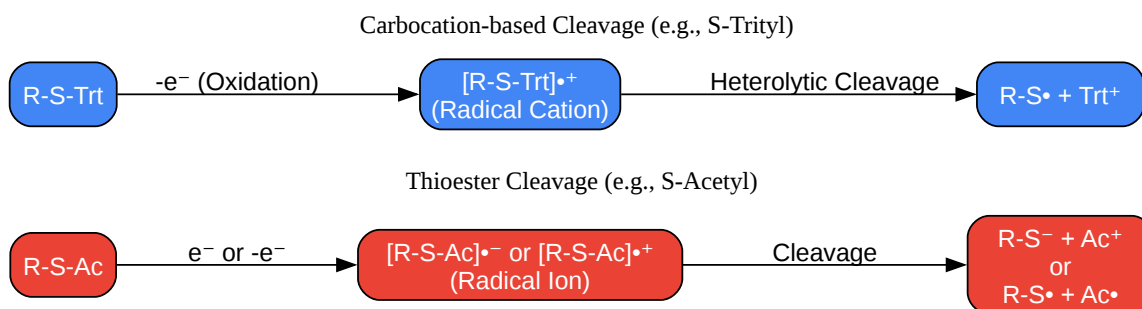 Carbocation-based Cleavage (e.g., S-Trityl)
R-S-Trt
-e⁻ (Oxidation)
[R-S-Trt]•⁺
(Radical Cation)
Heterolytic Cleavage
R-S• + Trt⁺
Thioester Cleavage (e.g., S-Acetyl)
R-S-Ac
e⁻ or -e⁻
[R-S-Ac]•⁻ or [R-S-Ac]•⁺
(Radical Ion)
Cleavage
R-S⁻ + Ac⁺
or
R-S• + Ac•